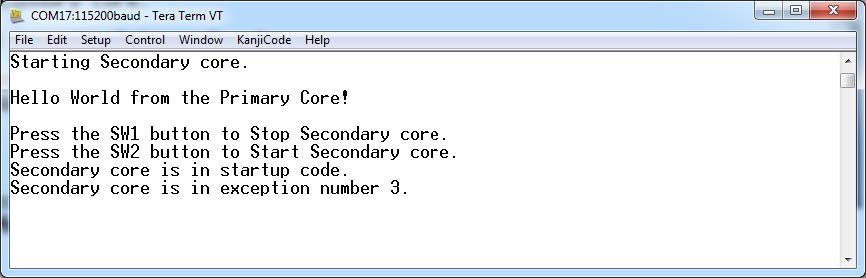 COM17:115200baud - Tera Term VT
File Edit Setup Control Window KanjiCode Help
Starting Secondary core.
Hello World from the Primary Core!
Press the SW1 button to Stop Secondary core.
Press the SW2 button to Start Secondary core.
Secondary core is in startup code.
Secondary core is in exception number 3.